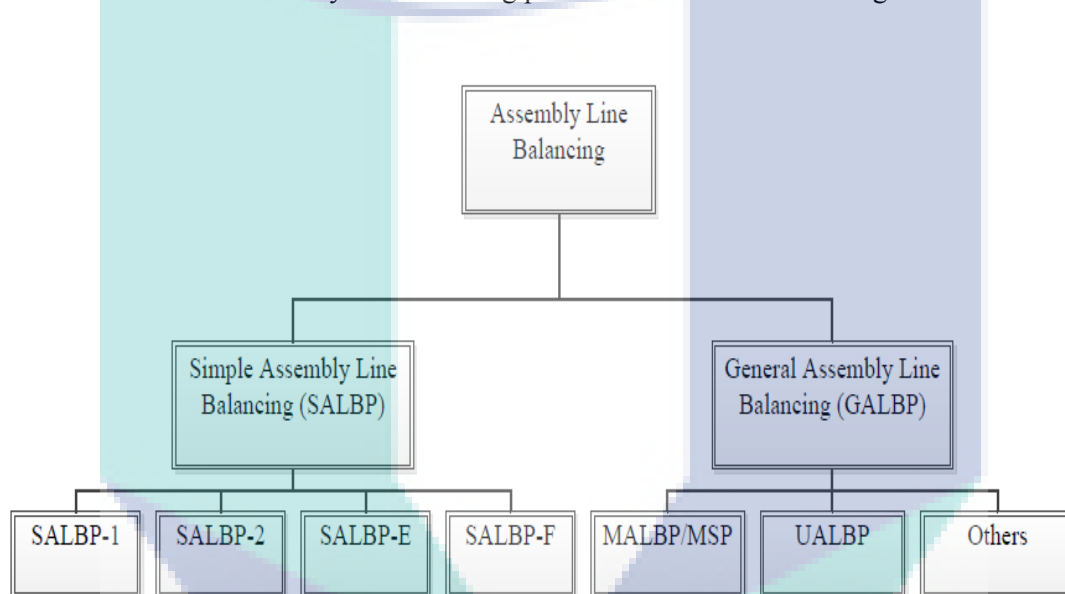 Assembly Line
Balancing
Simple Assembly Line
Balancing (SALBP)
General Assembly Line
Balancing (GALBP)
SALBP-1
SALBP-2
SALBP-E
SALBP-F
MALBP/MSP
UALBP
Others